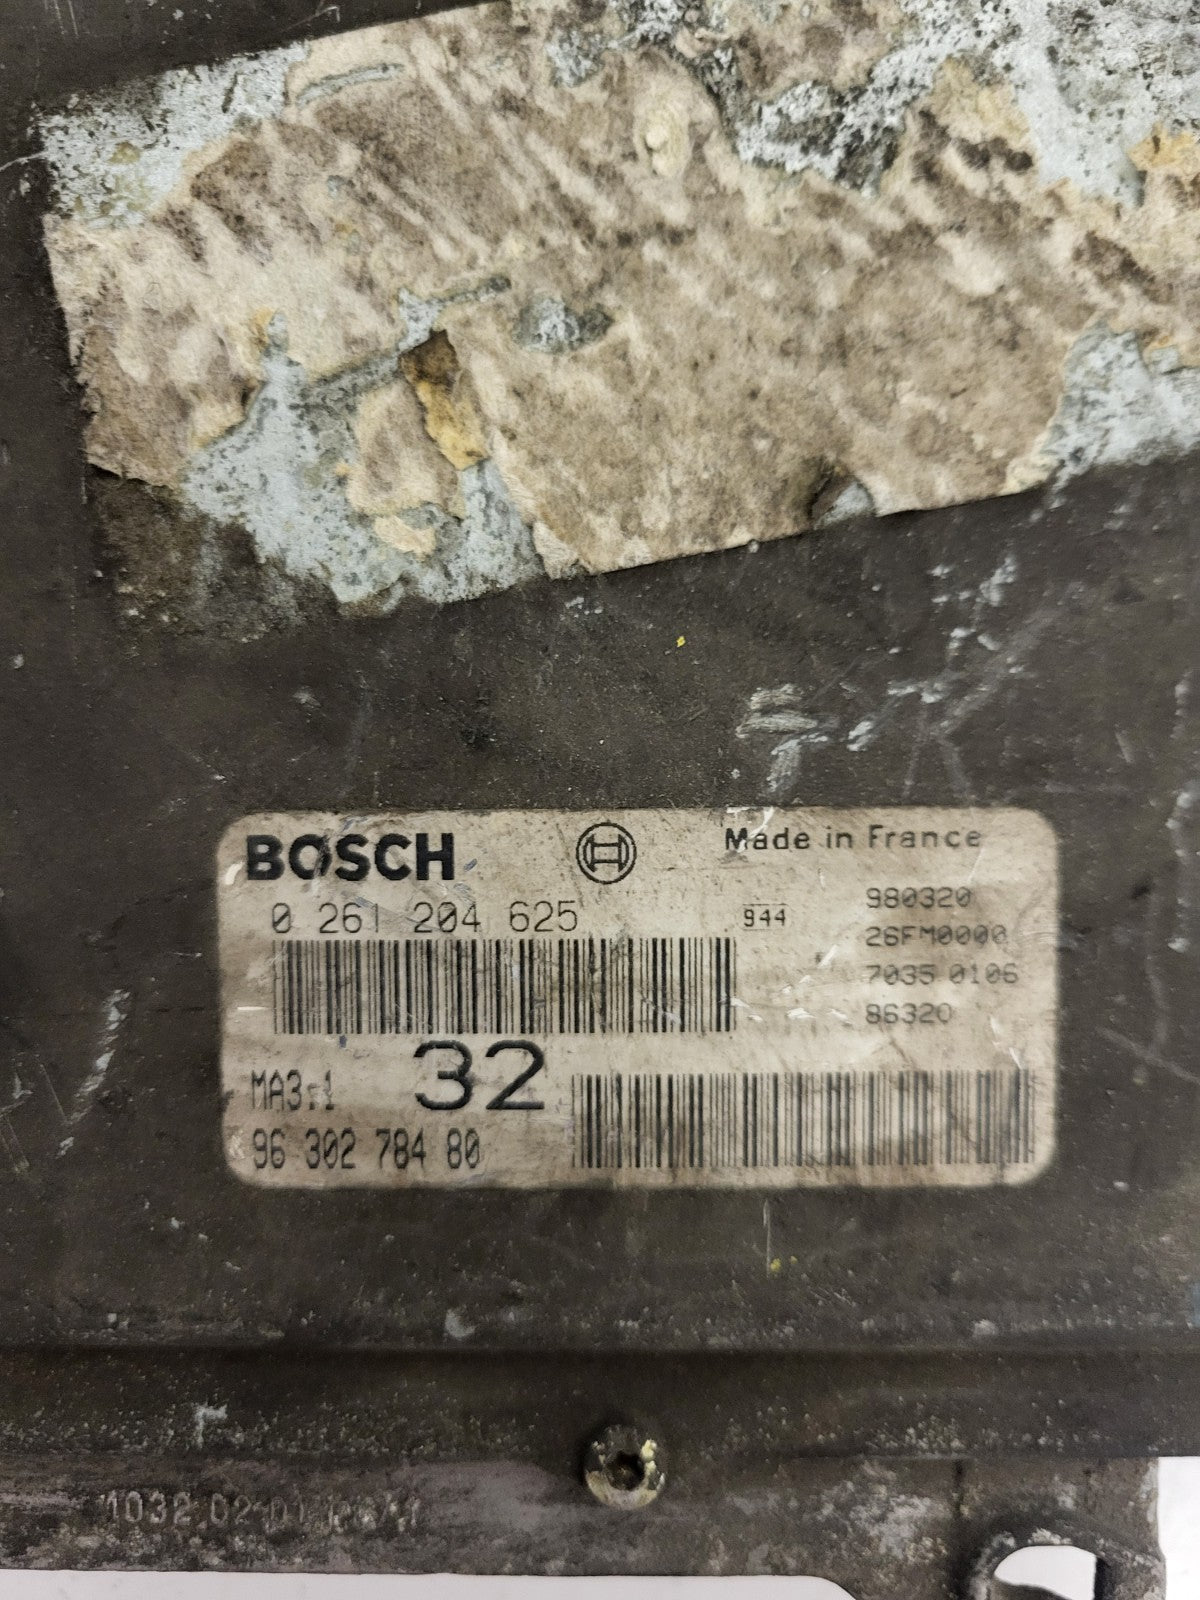 BOSCH
Made in France
0 261 204 625
944
980320
26FM0000
7035 0106
86320
MA3.1
32
96 302 784 80